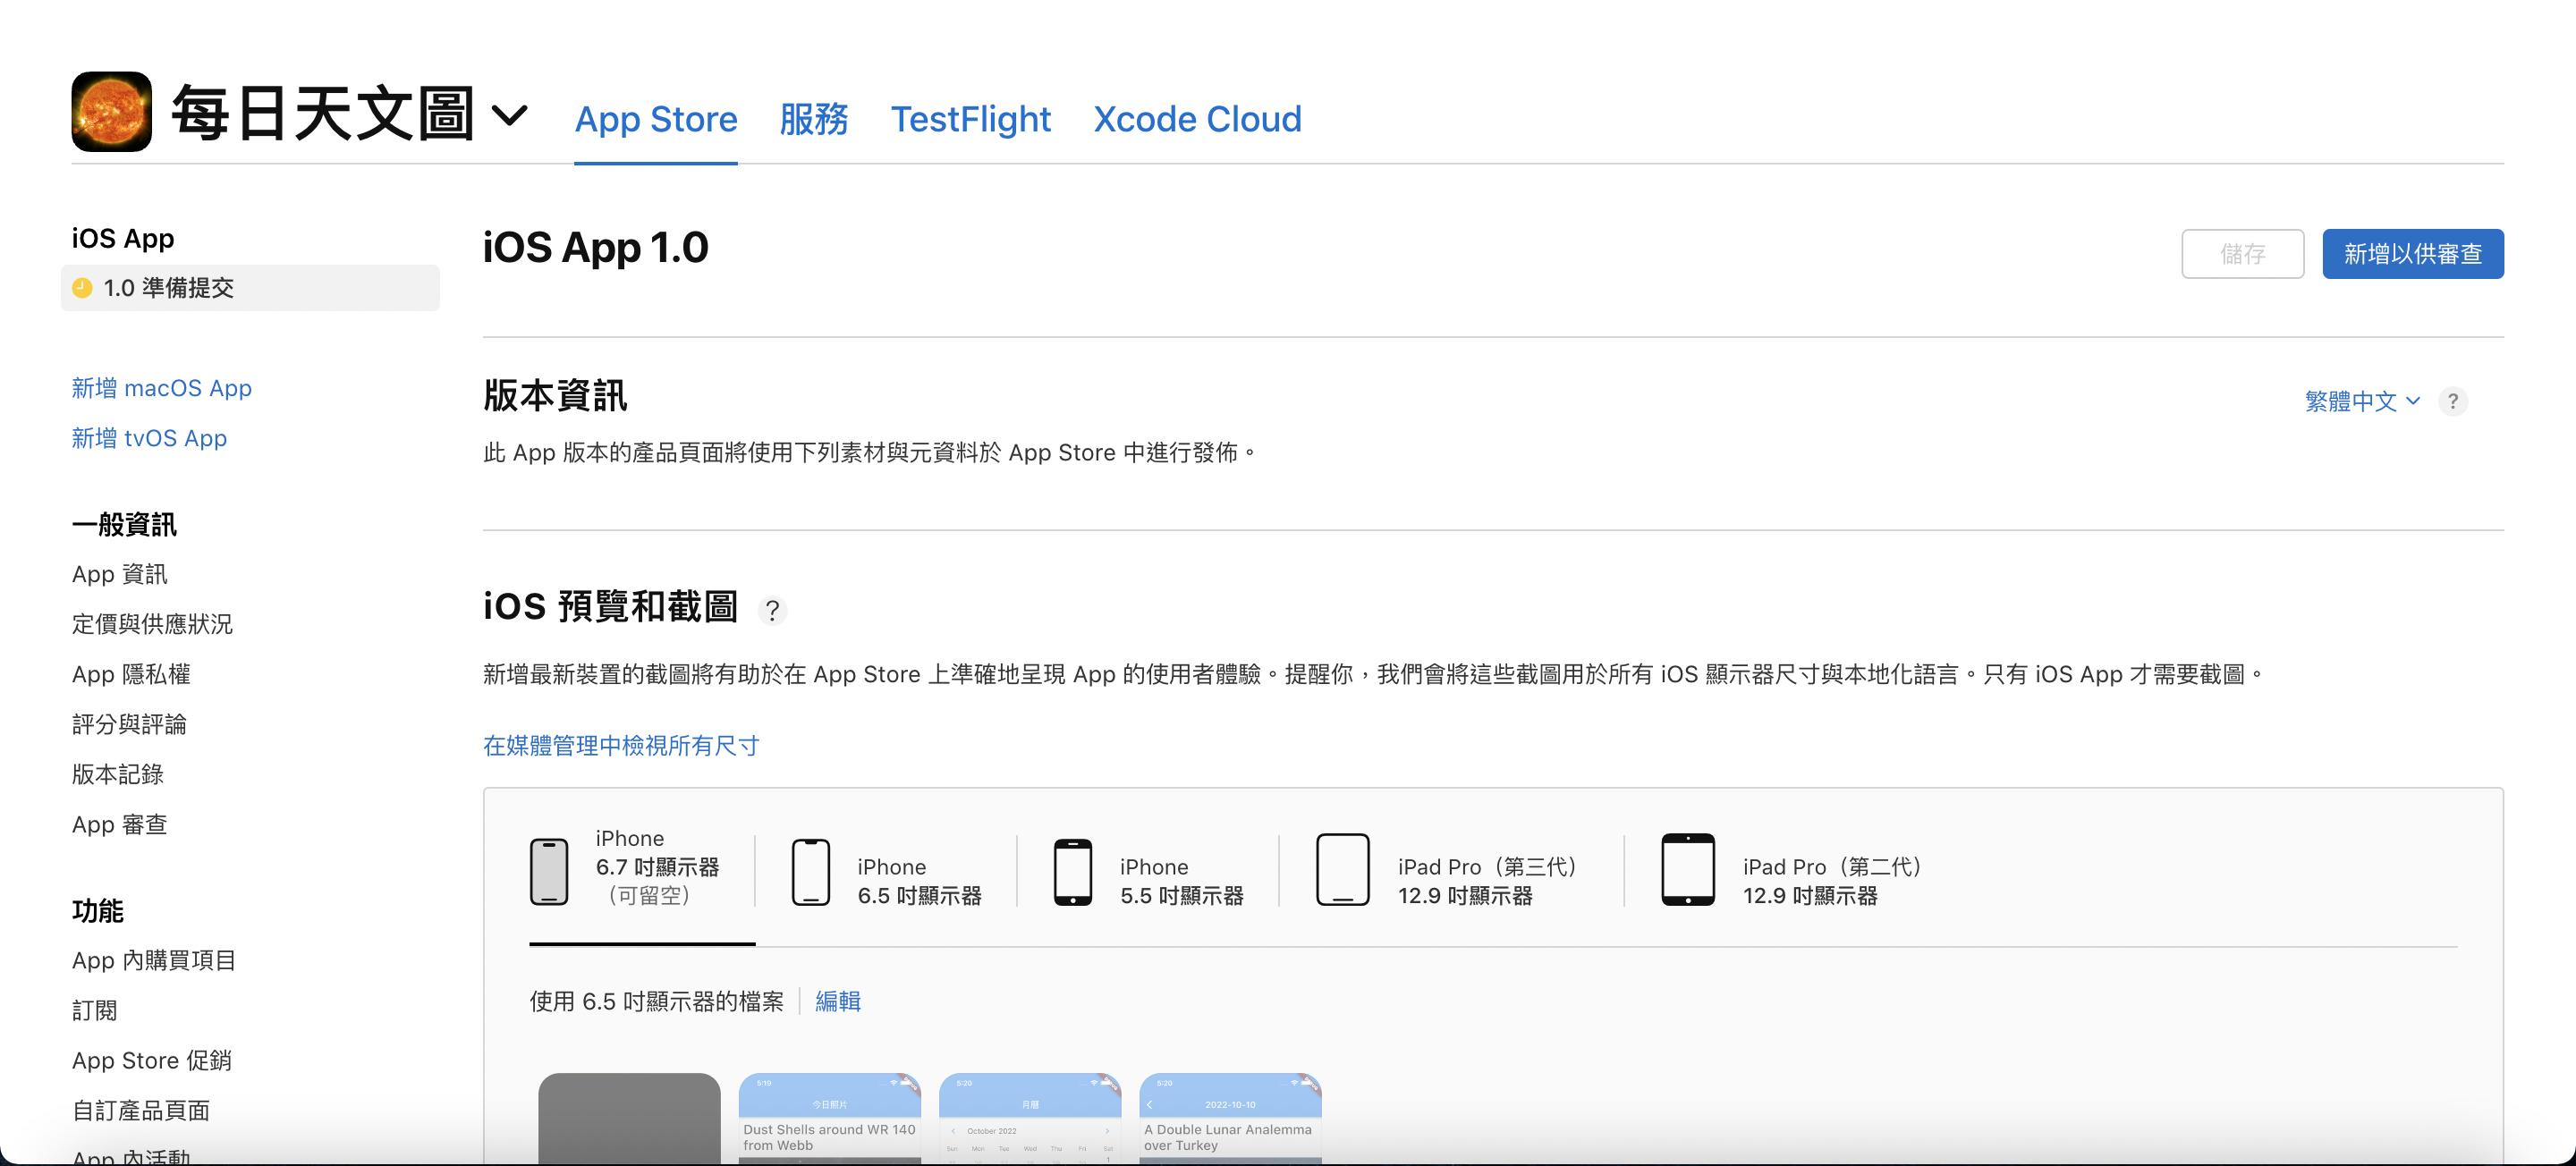 每日天文圖
App Store
服務
TestFlight
Xcode Cloud
iOS App
1.0 準備提交
新增 macOS App
新增 tvOS App
一般資訊
App 資訊
定價與供應狀況
App 隱私權
評分與評論
版本記錄
App 審查
功能
App 內購買項目
訂閱
App Store 促銷
自訂產品頁面
App 內活動
iOS App 1.0
儲存
新增以供審查
版本資訊
繁體中文
?
此 App 版本的產品頁面將使用下列素材與元資料於 App Store 中進行發佈。
iOS 預覽和截圖 ?
新增最新裝置的截圖將有助於在 App Store 上準確地呈現 App 的使用者體驗。提醒你，我們會將這些截圖用於所有 iOS 顯示器尺寸與本地化語言。只有 iOS App 才需要截圖。
在媒體管理中檢視所有尺寸
iPhone
6.7 吋顯示器
（可留空）
iPhone
6.5 吋顯示器
iPhone
5.5 吋顯示器
iPad Pro（第三代）
12.9 吋顯示器
iPad Pro（第二代）
12.9 吋顯示器
使用 6.5 吋顯示器的檔案
編輯
5:19
今日照片
Dust Shells around WR 140
from Webb
5:20
月曆
October 2022
Sun Mon Tue Wed Thu Fri Sat
1
5:20
2022-10-10
A Double Lunar Analemma
over Turkey